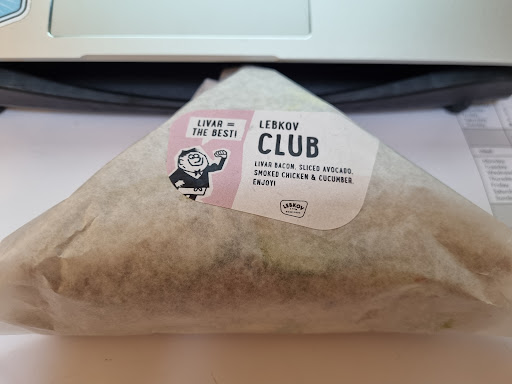 LIVAR =
THE BEST!
LEBKOV
CLUB
LIVAR BACON, SLICED AVOCADO,
SMOKED CHICKEN & CUCUMBER.
ENJOY!
LEBKOV